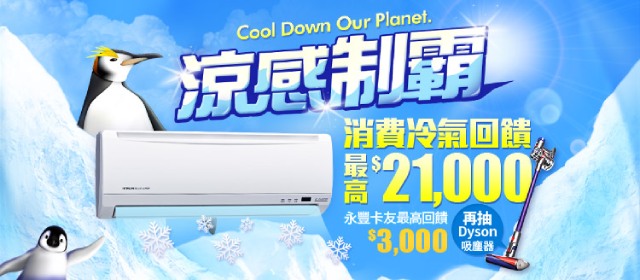 Cool Down Our Planet.
涼感制霸
消費冷氣回饋
最高$21,000
永豐卡友最高回饋
$3,000
再抽
Dyson
吸塵器